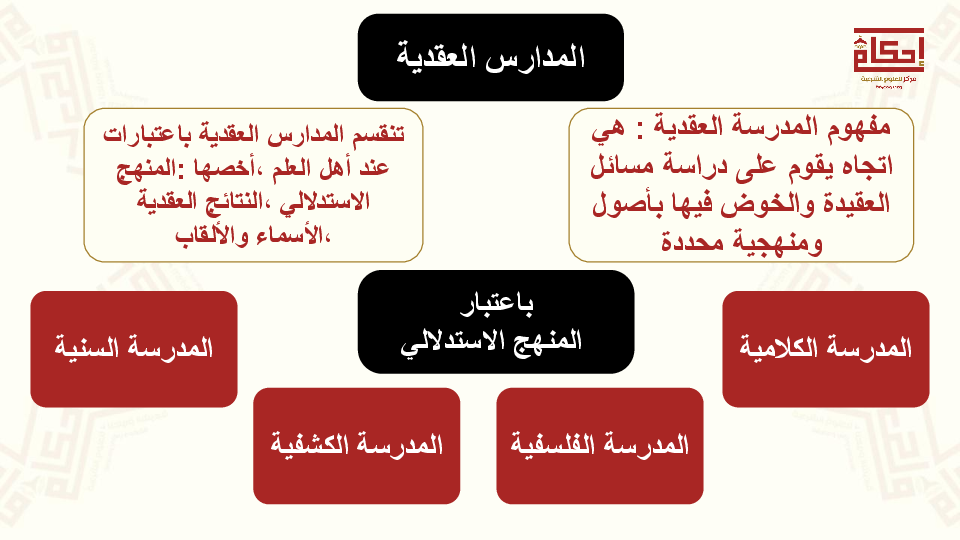 المدارس العقدية
إحكام
مركز للعلوم الشرعية
مفهوم المدرسة العقدية : هي
اتجاه يقوم على دراسة مسائل
العقيدة والخوض فيها بأصول
ومنهجية محددة
تنقسم المدارس العقدية باعتبارات
عند أهل العلم ،أخصها :المنهج
الاستدلالي ،النتائج العقدية
،الأسماء والألقاب
باعتبار
المنهج الاستدلالي
المدرسة الكلامية
المدرسة الفلسفية
المدرسة الكشفية
المدرسة السنية